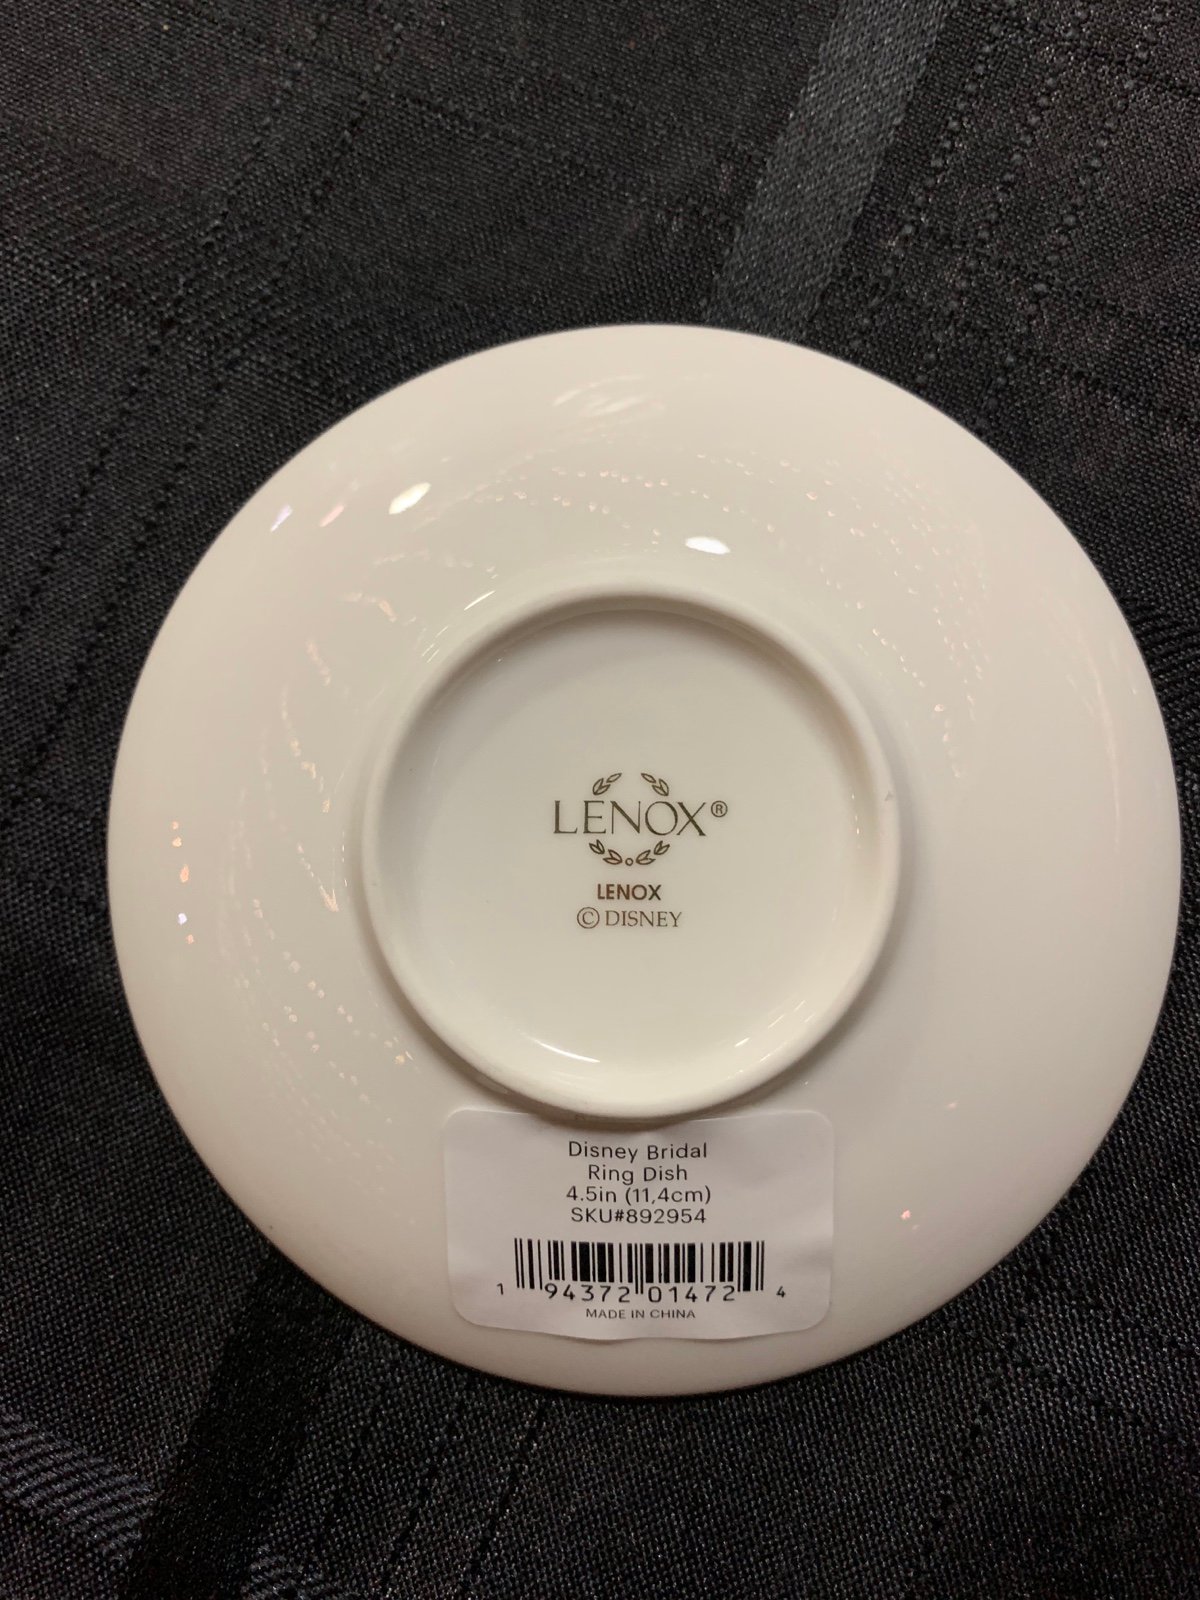 LENOX®
LENOX
© DISNEY
Disney Bridal
Ring Dish
4.5in (11,4cm)
SKU#892954
1 94372 01472 4
MADE IN CHINA